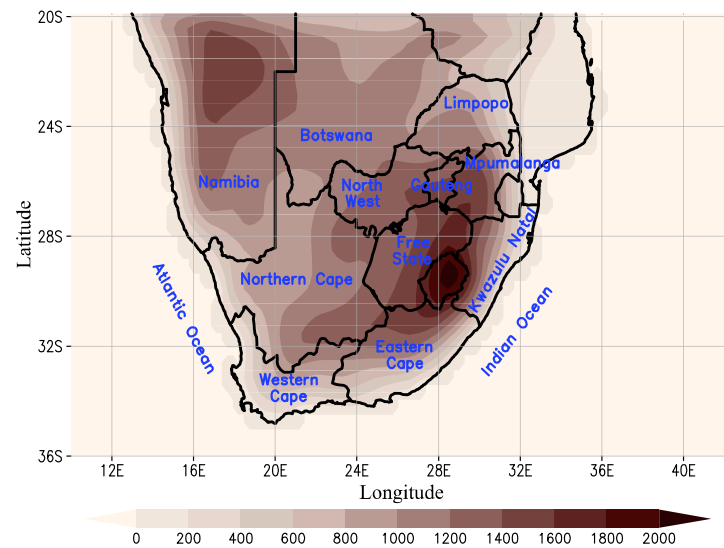 20S
24S
28S
32S
36S
Latitude
Limpopo
Botswana
Mpumalanga
Namibia
North
West
Gauteng
Free
State
Kwazulu Natal
Northern Cape
Atlantic Ocean
Indian Ocean
Eastern
Cape
Western
Cape
12E 16E 20E 24E 28E 32E 36E 40E
Longitude
0 200 400 600 800 1000 1200 1400 1600 1800 2000